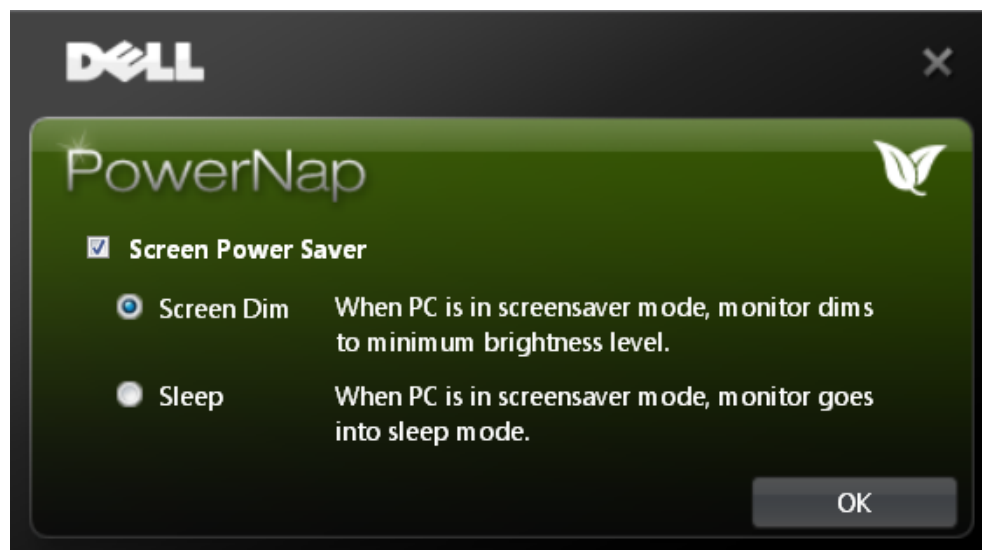 DELL
PowerNap
Screen Power Saver
Screen Dim
When PC is in screensaver mode, monitor dims
to minimum brightness level.
Sleep
When PC is in screensaver mode, monitor goes
into sleep mode.
OK